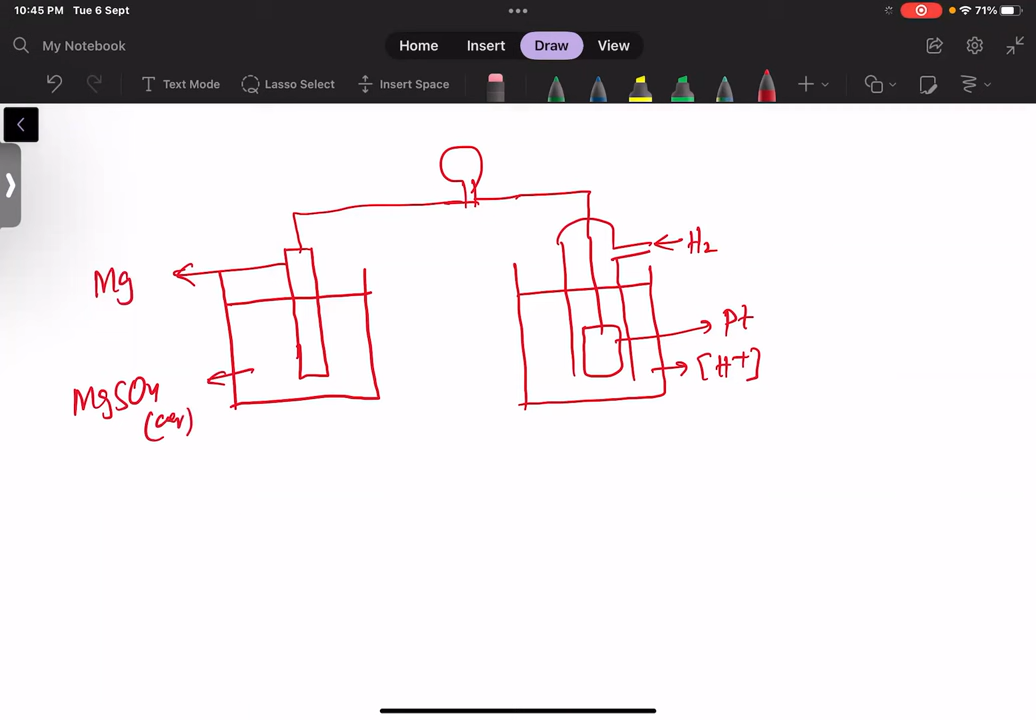 10:45 PM Tue 6 Sept
71%
My Notebook
Home Insert Draw View
Text Mode Lasso Select Insert Space
H2
Mg
Pt
[H+]
MgSO4